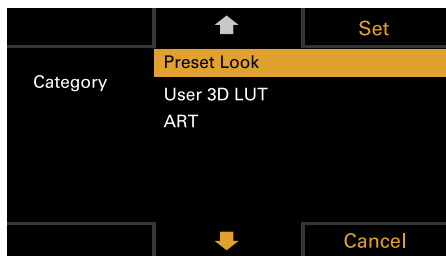 Set
Preset Look
Category
User 3D LUT
ART
Cancel